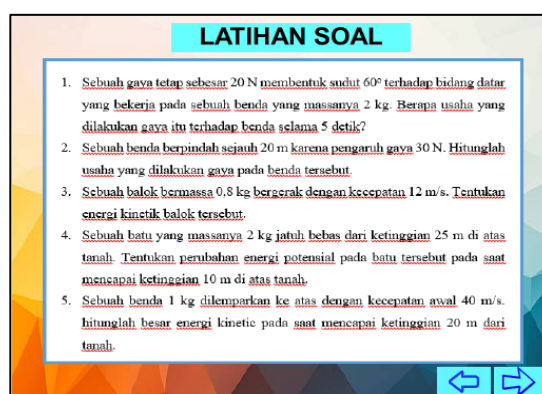 LATIHAN SOAL
1. Sebuah gaya tetap sebesar 20 N membentuk sudut 60° terhadap bidang datar
yang bekerja pada sebuah benda yang massanya 2 kg. Berapa usaha yang
dilakukan gaya itu terhadap benda selama 5 detik?
2. Sebuah benda berpindah sejauh 20 m karena pengaruh gaya 30 N. Hitunglah
usaha yang dilakukan gaya pada benda tersebut.
3. Sebuah balok bermassa 0,8 kg bergerak dengan kecepatan 12 m/s. Tentukan
energi kinetik balok tersebut.
4. Sebuah batu yang massanya 2 kg jatuh bebas dari ketinggian 25 m di atas
tanah. Tentukan perubahan energi potensial pada batu tersebut pada saat
mencapai ketinggian 10 m di atas tanah.
5. Sebuah benda 1 kg dilemparkan ke atas dengan kecepatan awal 40 m/s.
hitunglah besar energi kinetic pada saat mencapai ketinggian 20 m dari
tanah.